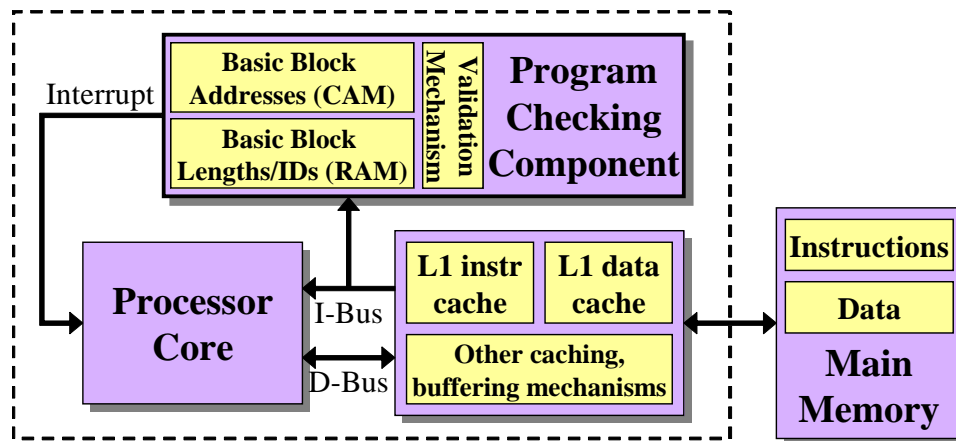 Interrupt
Basic Block
Addresses (CAM)
Basic Block
Lengths/IDs (RAM)
Validation
Mechanism
Program
Checking
Component
Processor
Core
I-Bus
D-Bus
L1 instr
cache
L1 data
cache
Other caching,
buffering mechanisms
Instructions
Data
Main
Memory